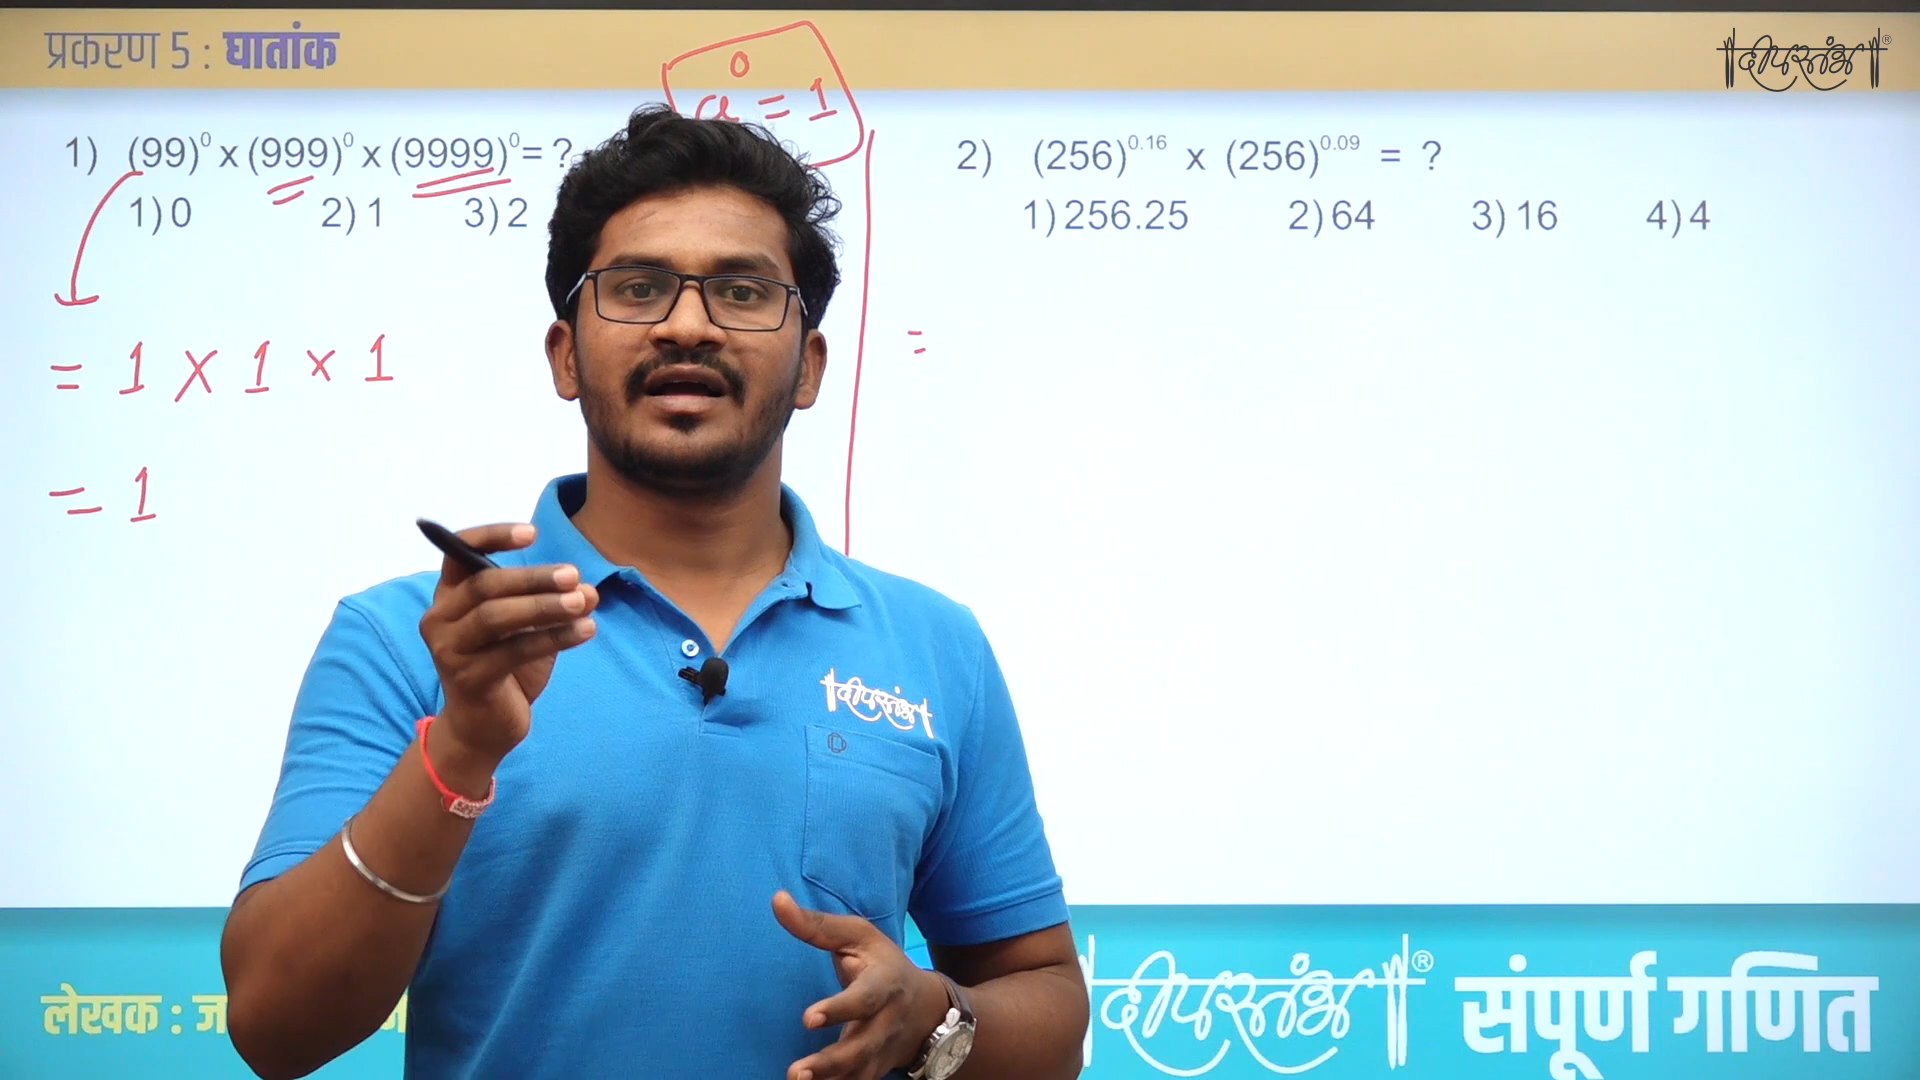 प्रकरण 5 : घातांक
दीपस्तंभ®
a⁰ = 1
1) (99)⁰ x (999)⁰ x (9999)⁰ = ?
1) 0 2) 1 3) 2
= 1 × 1 × 1
= 1
2) (256)^0.16 x (256)^0.09 = ?
1) 256.25 2) 64 3) 16 4) 4
=
दीपस्तंभ
लेखक :
दीपस्तंभ® संपूर्ण गणित